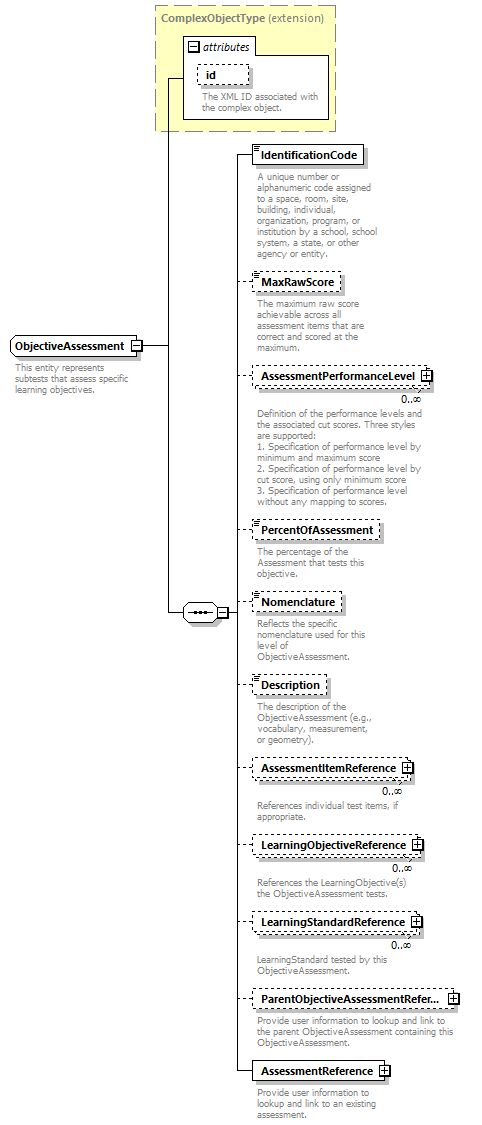 ComplexObjectType (extension)
attributes
id
The XML ID associated with
the complex object.
IdentificationCode
A unique number or
alphanumeric code assigned
to a space, room, site,
building, individual,
organization, program, or
institution by a school, school
system, a state, or other
agency or entity.
MaxRawScore
The maximum raw score
achievable across all
assessment items that are
correct and scored at the
maximum.
ObjectiveAssessment
This entity represents
subtests that assess specific
learning objectives.
AssessmentPerformanceLevel
0..∞
Definition of the performance levels and
the associated cut scores. Three styles
are supported:
1. Specification of performance level by
minimum and maximum score
2. Specification of performance level by
cut score, using only minimum score
3. Specification of performance level
without any mapping to scores.
PercentOfAssessment
The percentage of the
Assessment that tests this
objective.
Nomenclature
Reflects the specific
nomenclature used for this
level of
ObjectiveAssessment.
Description
The description of the
ObjectiveAssessment (e.g.,
vocabulary, measurement,
or geometry).
AssessmentItemReference
0..∞
References individual test items, if
appropriate.
LearningObjectiveReference
0..∞
References the LearningObjective(s)
the ObjectiveAssessment tests.
LearningStandardReference
0..∞
LearningStandard tested by this
ObjectiveAssessment.
ParentObjectiveAssessmentRefer...
Provide user information to lookup and link to
the parent ObjectiveAssessment containing this
ObjectiveAssessment.
AssessmentReference
Provide user information to
lookup and link to an existing
assessment.